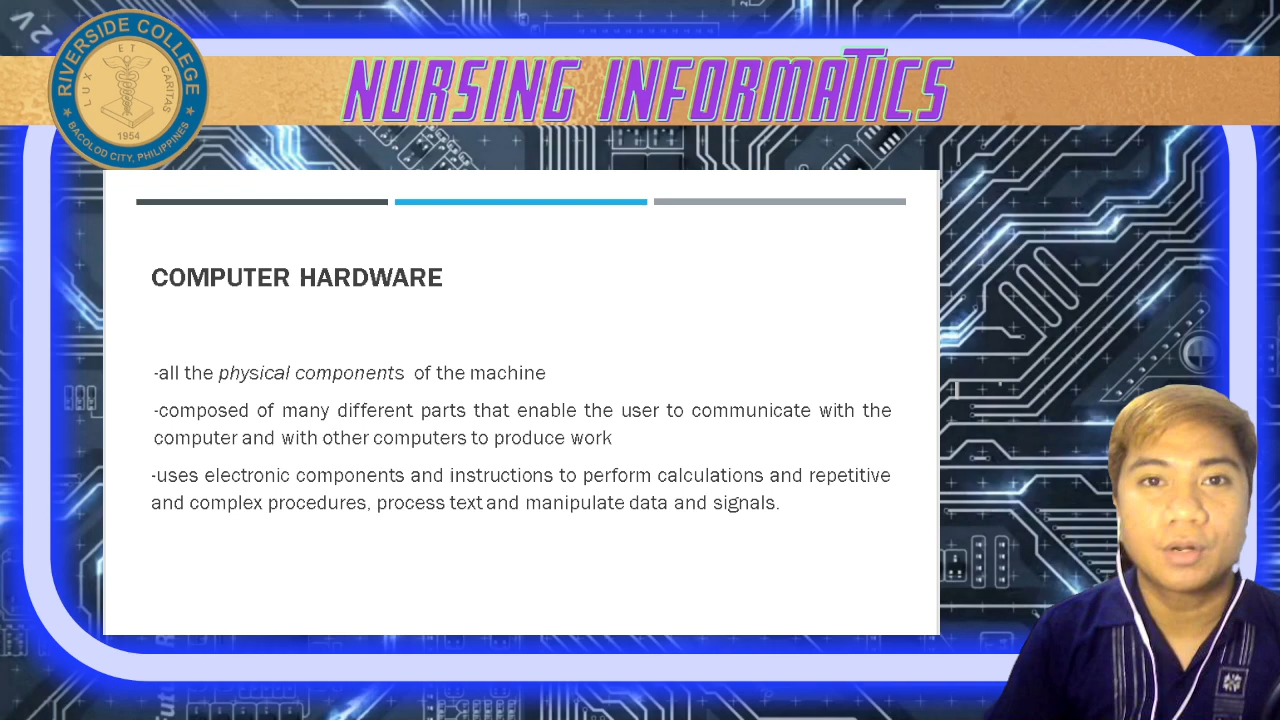 12V
RIVERSIDE COLLEGE
ET
LUX
CARITAS
1954
BACOLOD CITY, PHILIPPINES
NURSING INFORMATICS
COMPUTER HARDWARE
-all the physical components of the machine
-composed of many different parts that enable the user to communicate with the
computer and with other computers to produce work
-uses electronic components and instructions to perform calculations and repetitive
and complex procedures, process text and manipulate data and signals.